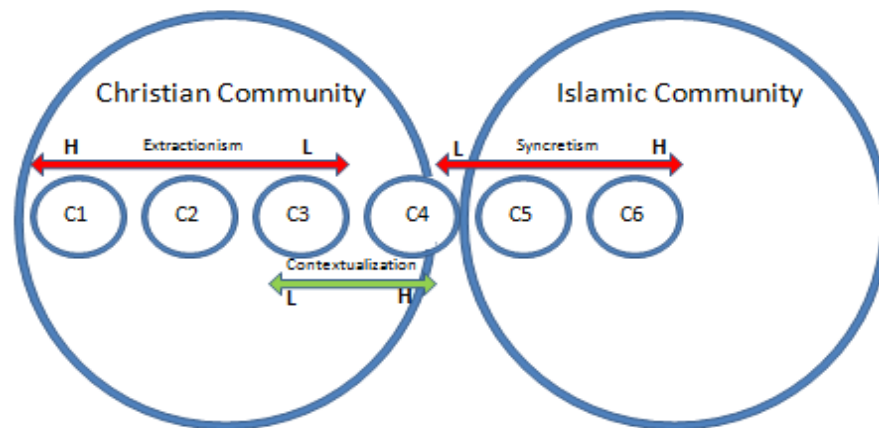 Christian Community
Islamic Community
H Extractionism L
L Syncretism H
C1 C2 C3 C4 C5 C6
Contextualization
L H